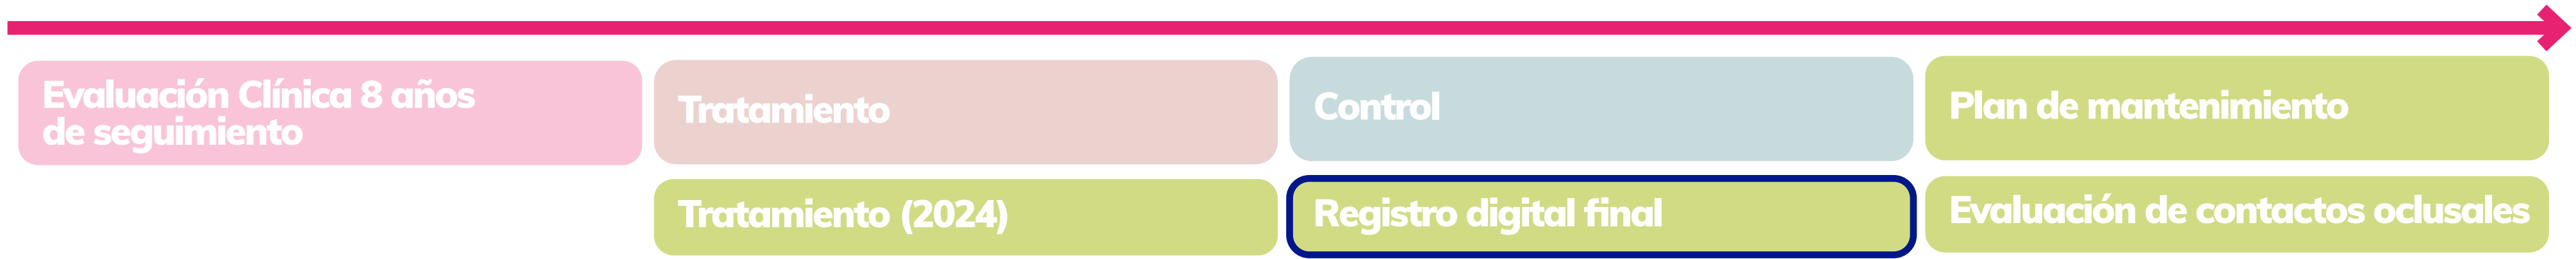 Evaluación Clínica 8 años
de seguimiento
Tratamiento
Control
Plan de mantenimiento
Tratamiento (2024)
Registro digital final
Evaluación de contactos oclusales